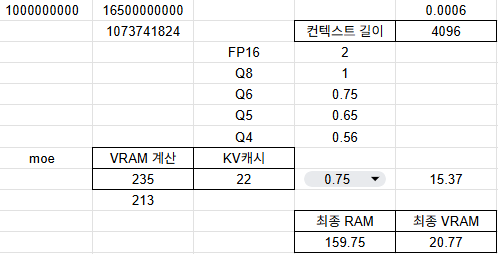 1000000000 16500000000 0.0006
1073741824 컨텍스트 길이 4096
FP16 2
Q8 1
Q6 0.75
Q5 0.65
Q4 0.56
moe VRAM 계산 KV캐시
235 22 0.75 15.37
213
최종 RAM 최종 VRAM
159.75 20.77